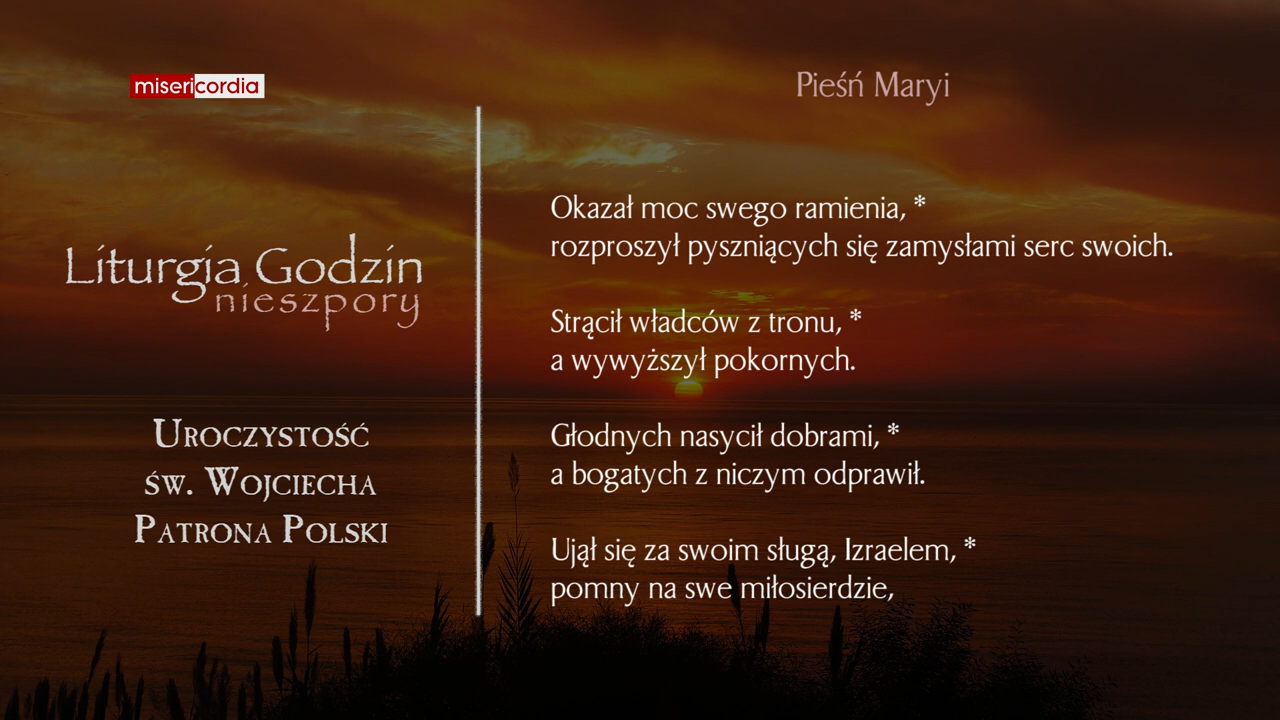 misericordia
Liturgia Godzin
nieszpory
Uroczystość
św. Wojciecha
Patrona Polski
Pieśń Maryi
Okazał moc swego ramienia, *
rozproszył pyszniących się zamysłami serc swoich.
Strącił władców z tronu, *
a wywyższył pokornych.
Głodnych nasycił dobrami, *
a bogatych z niczym odprawił.
Ujął się za swoim sługą, Izraelem, *
pomny na swe miłosierdzie,